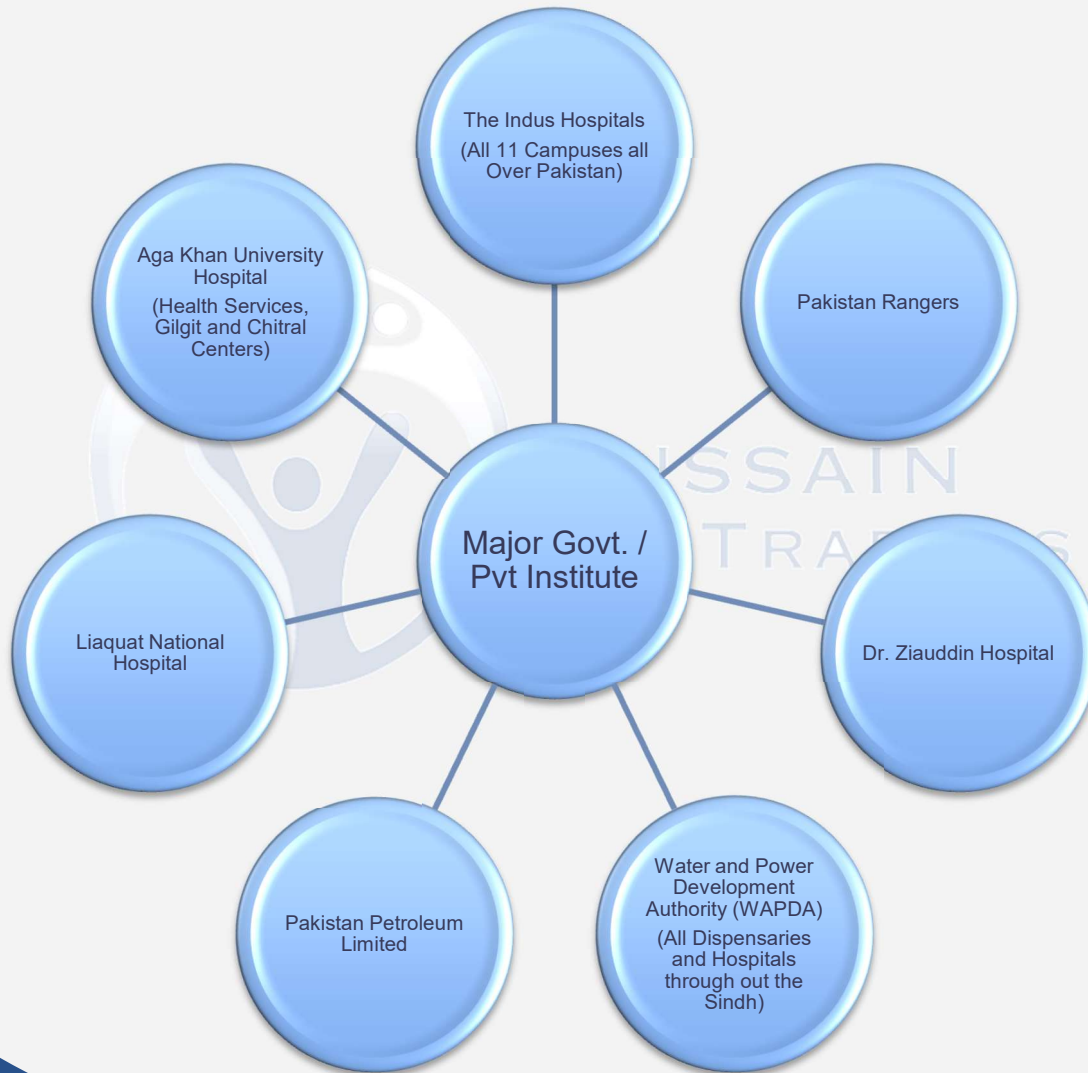 The Indus Hospitals
(All 11 Campuses all
Over Pakistan)
Aga Khan University
Hospital
(Health Services,
Gilgit and Chitral
Centers)
Pakistan Rangers
Major Govt. /
Pvt Institute
Liaquat National
Hospital
Dr. Ziauddin Hospital
Pakistan Petroleum
Limited
Water and Power
Development
Authority (WAPDA)
(All Dispensaries
and Hospitals
through out the
Sindh)